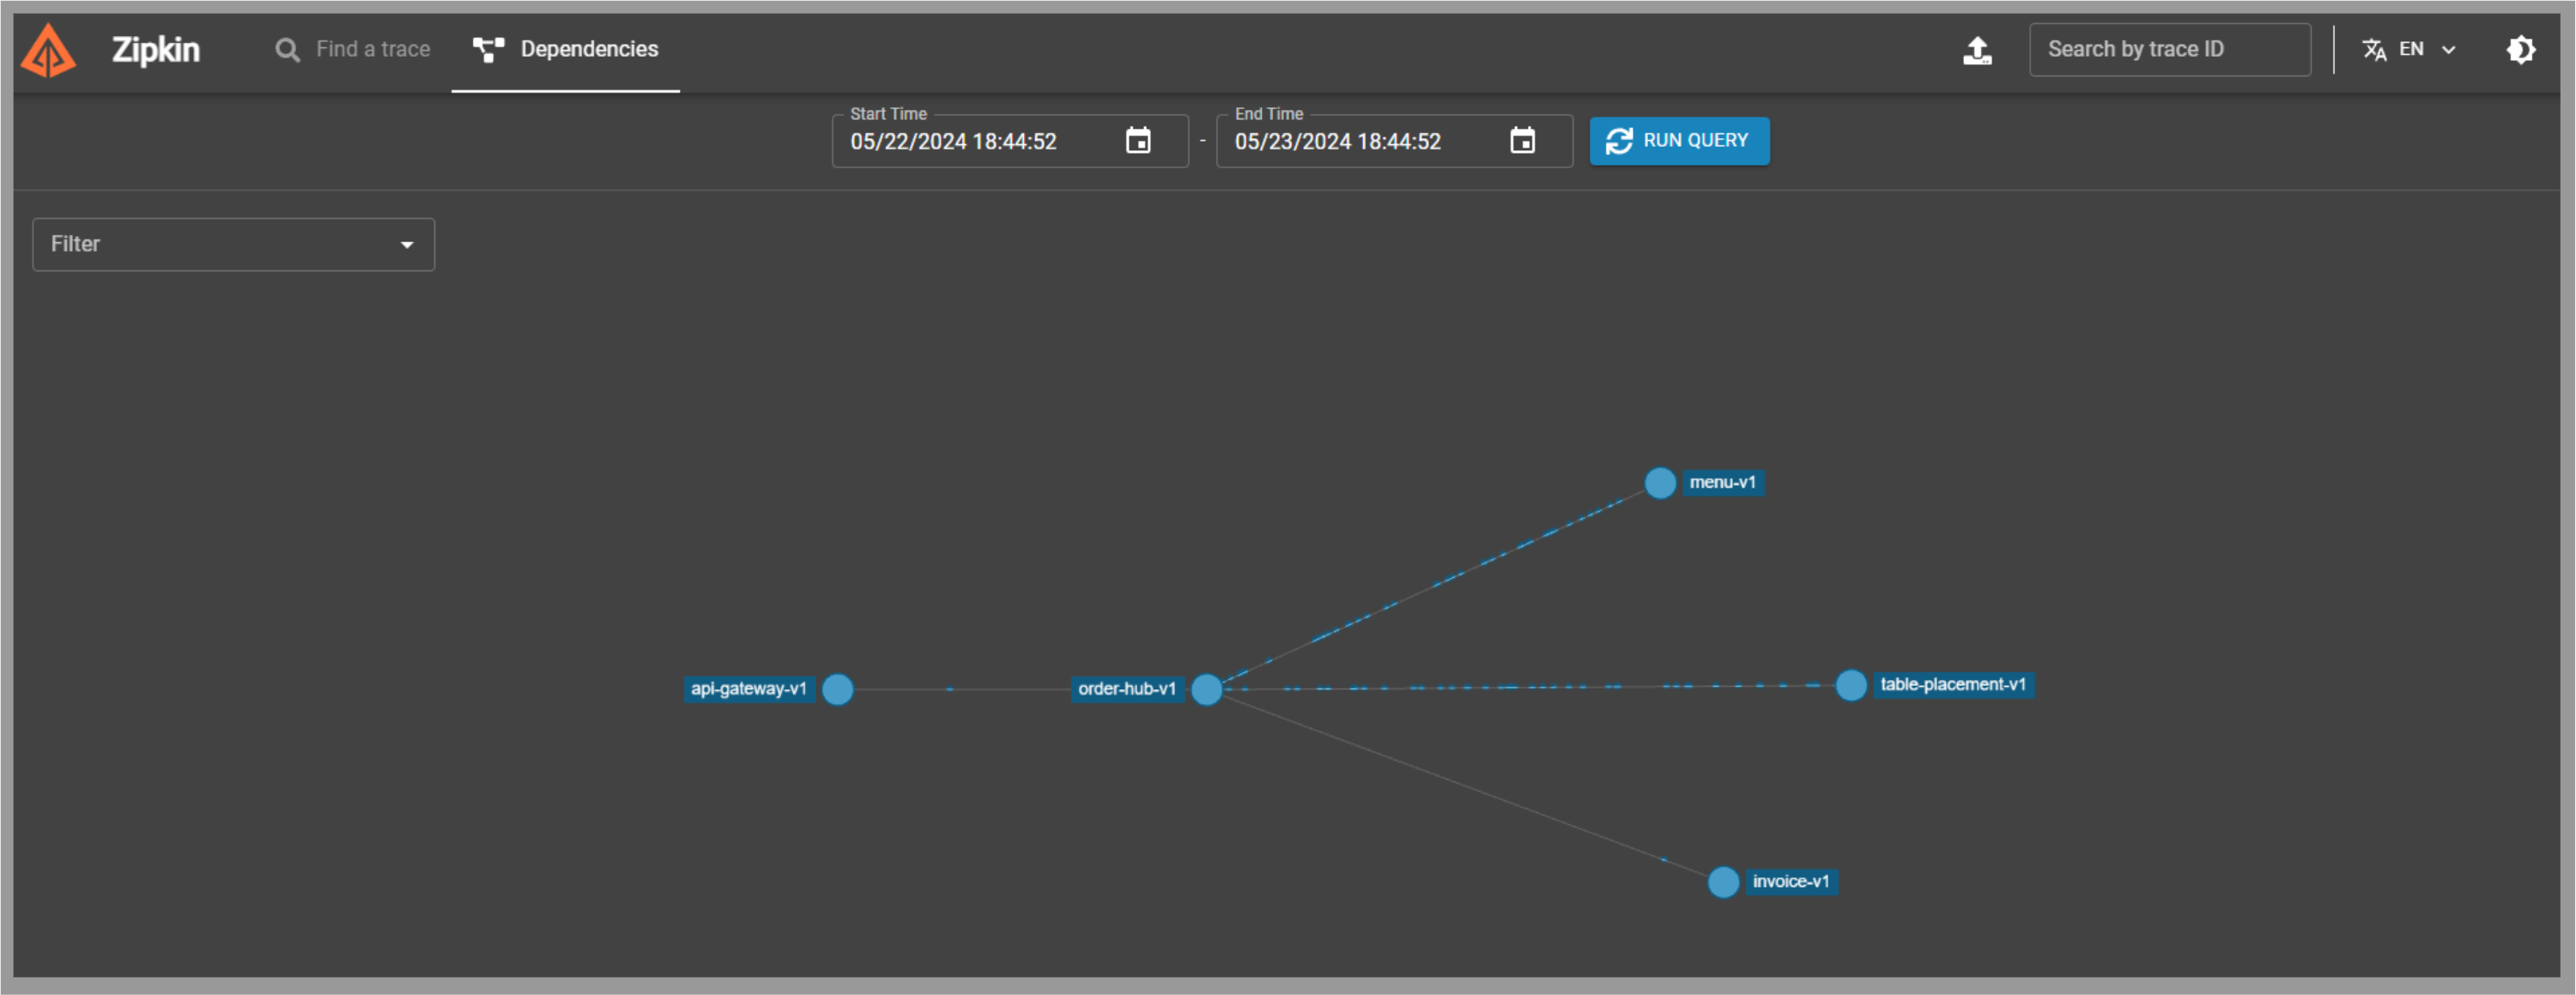 Zipkin
Find a trace
Dependencies
Search by trace ID
EN
Start Time
05/22/2024 18:44:52
-
End Time
05/23/2024 18:44:52
RUN QUERY
Filter
menu-v1
api-gateway-v1
order-hub-v1
table-placement-v1
invoice-v1